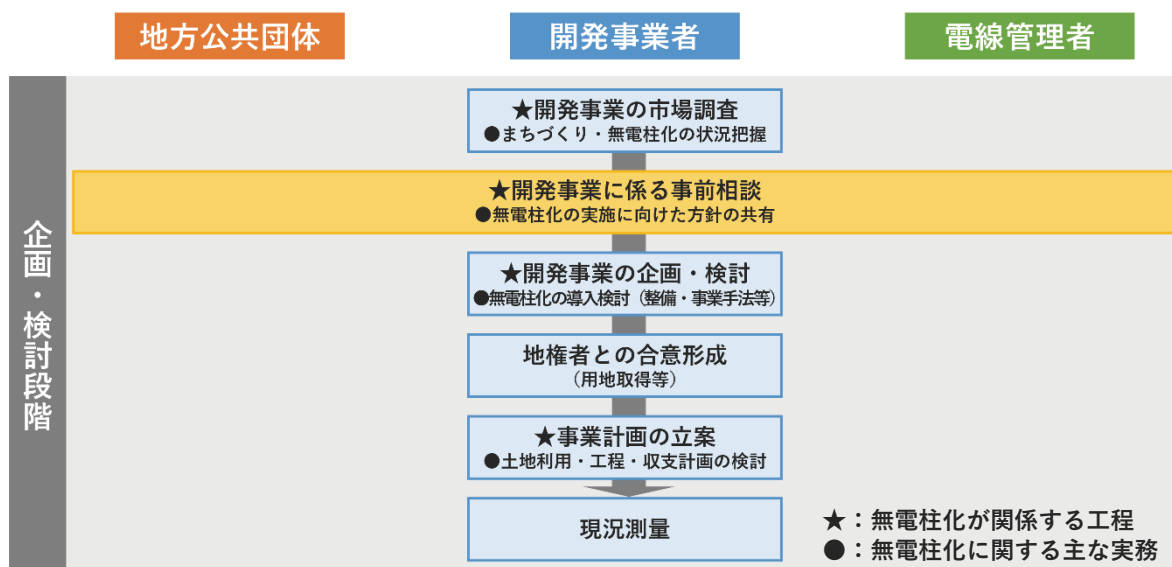 地方公共団体
開発事業者
電線管理者
企画・検討段階
★開発事業の市場調査
●まちづくり・無電柱化の状況把握
★開発事業に係る事前相談
●無電柱化の実施に向けた方針の共有
★開発事業の企画・検討
●無電柱化の導入検討（整備・事業手法等）
地権者との合意形成
（用地取得等）
★事業計画の立案
●土地利用・工程・収支計画の検討
現況測量
★：無電柱化が関係する工程
●：無電柱化に関する主な実務